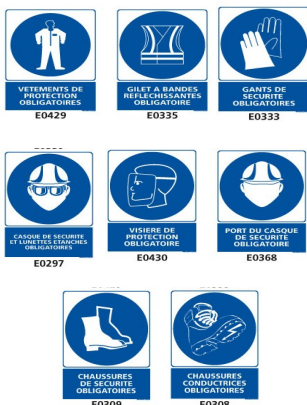 VETEMENTS DE
PROTECTION
OBLIGATOIRES
E0429
GILET A BANDES
REFLECHISSANTES
OBLIGATOIRE
E0335
GANTS DE
SECURITE
OBLIGATOIRES
E0333
CASQUE DE SECURITE
ET LUNETTES ETANCHES
OBLIGATOIRES
E0297
VISIERE DE
PROTECTION
OBLIGATOIRE
E0430
PORT DU CASQUE
DE SECURITE
OBLIGATOIRE
E0368
CHAUSSURES
DE SECURITE
OBLIGATOIRES
E0309
CHAUSSURES
CONDUCTRICES
OBLIGATOIRES
E0308